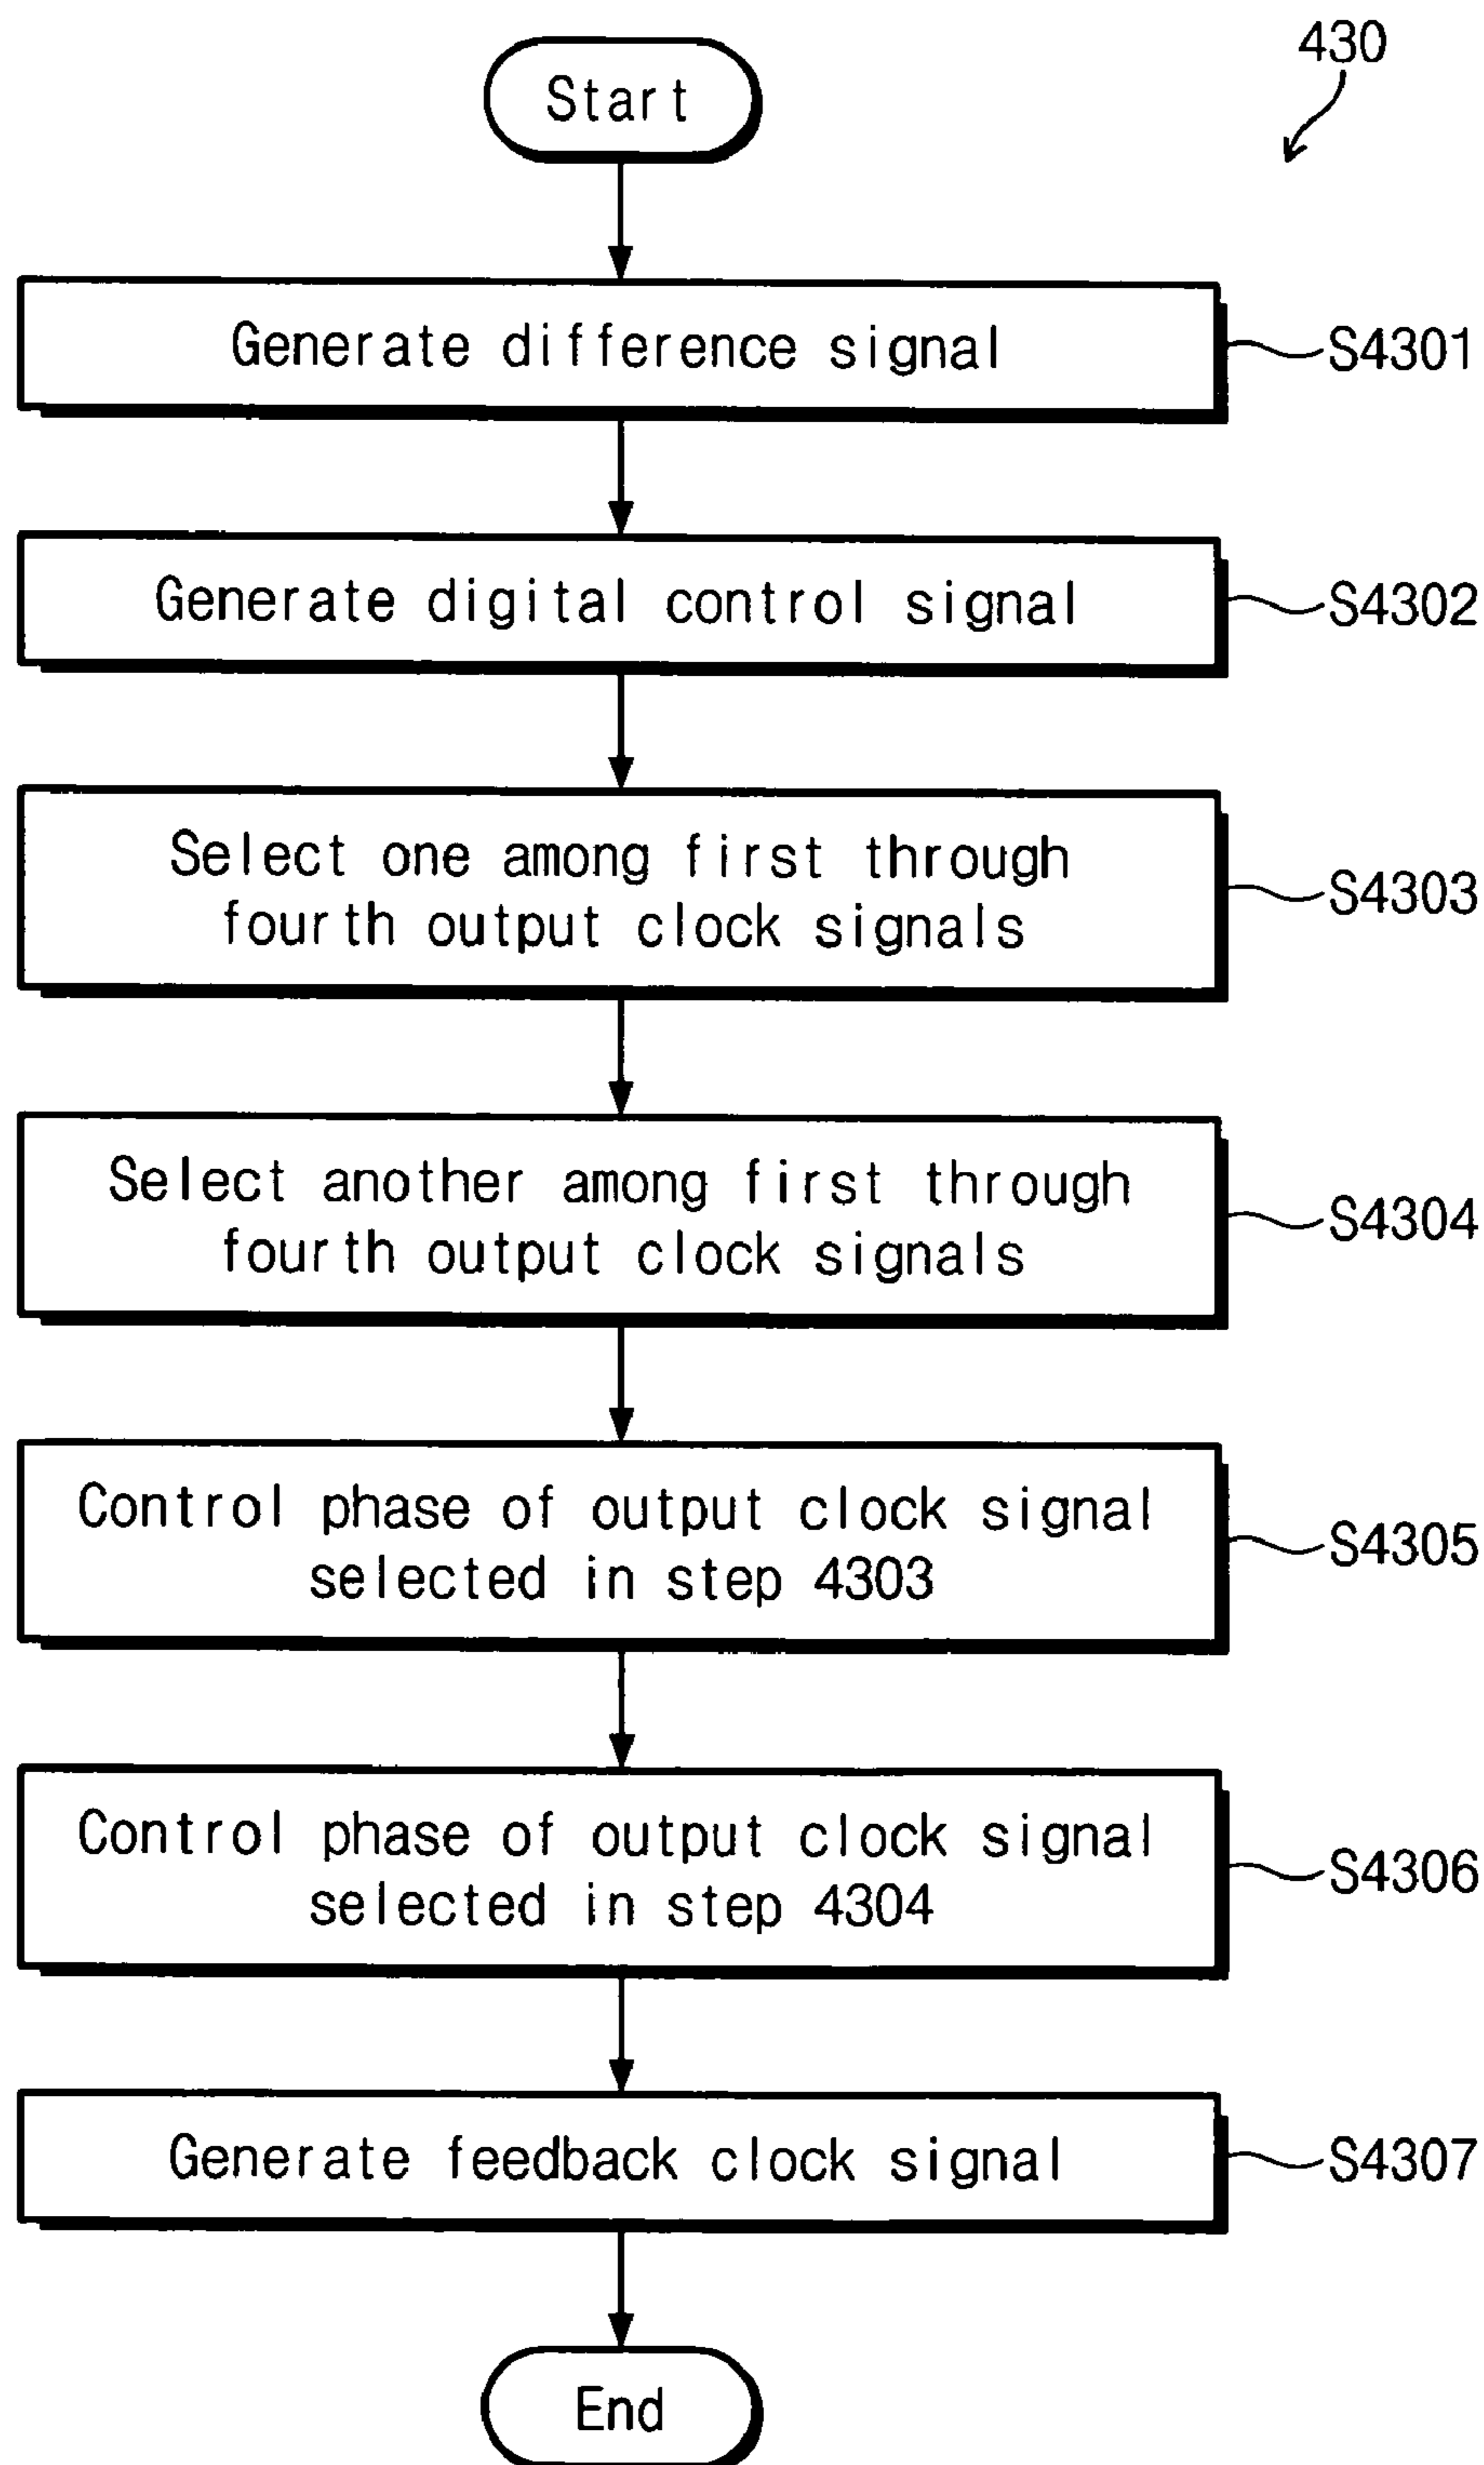 430
Start
Generate difference signal
S4301
Generate digital control signal
S4302
Select one among first through
fourth output clock signals
S4303
Select another among first through
fourth output clock signals
S4304
Control phase of output clock signal
selected in step 4303
S4305
Control phase of output clock signal
selected in step 4304
S4306
Generate feedback clock signal
S4307
End